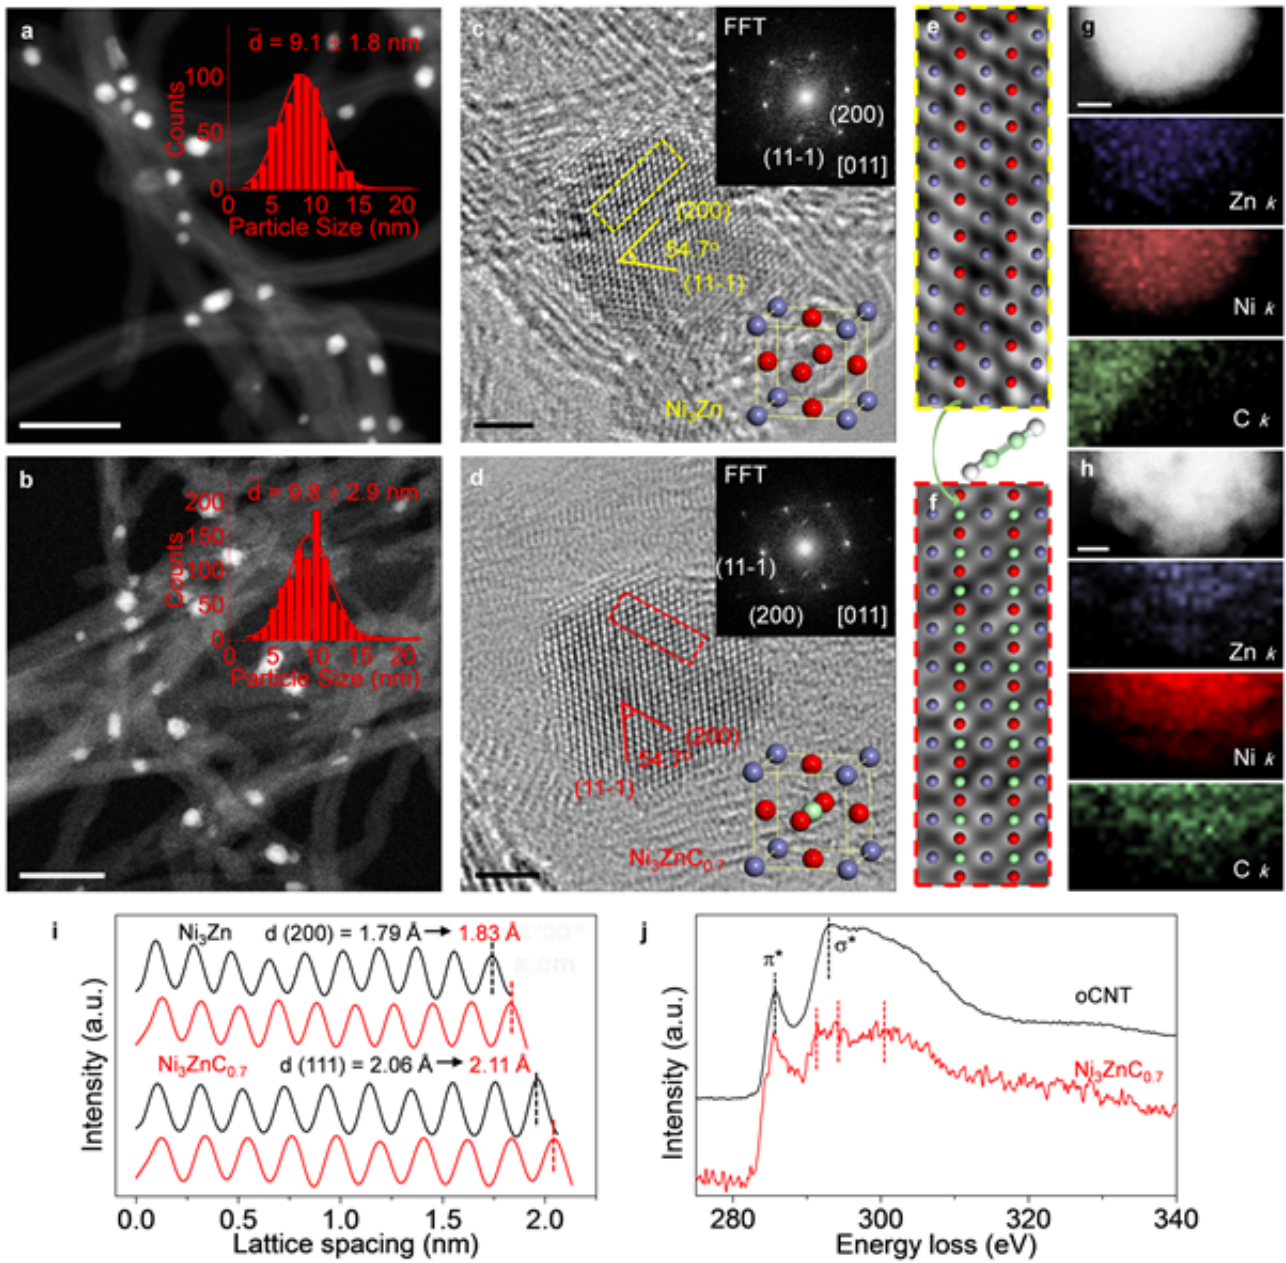 a
d̄ = 9.1 ± 1.8 nm
Counts
100
50
0
0 5 10 15 20
Particle Size (nm)
b
d̄ = 9.8 ± 2.9 nm
Counts
200
150
100
50
0
0 5 10 15 20
Particle Size (nm)
c
FFT
(200)
(11-1)
[011]
(200)
54.7°
(11-1)
Ni₃Zn
d
FFT
(11-1)
(200)
[011]
(200)
54.7°
(11-1)
Ni₃ZnC₀.₇
e
f
g
Zn k
Ni k
C k
h
Zn k
Ni k
C k
i
Ni₃Zn d (200) = 1.79 Å → 1.83 Å
Ni₃ZnC₀.₇ d (111) = 2.06 Å → 2.11 Å
Intensity (a.u.)
0.0 0.5 1.0 1.5 2.0
Lattice spacing (nm)
j
π*
σ*
oCNT
Ni₃ZnC₀.₇
Intensity (a.u.)
280 300 320 340
Energy loss (eV)